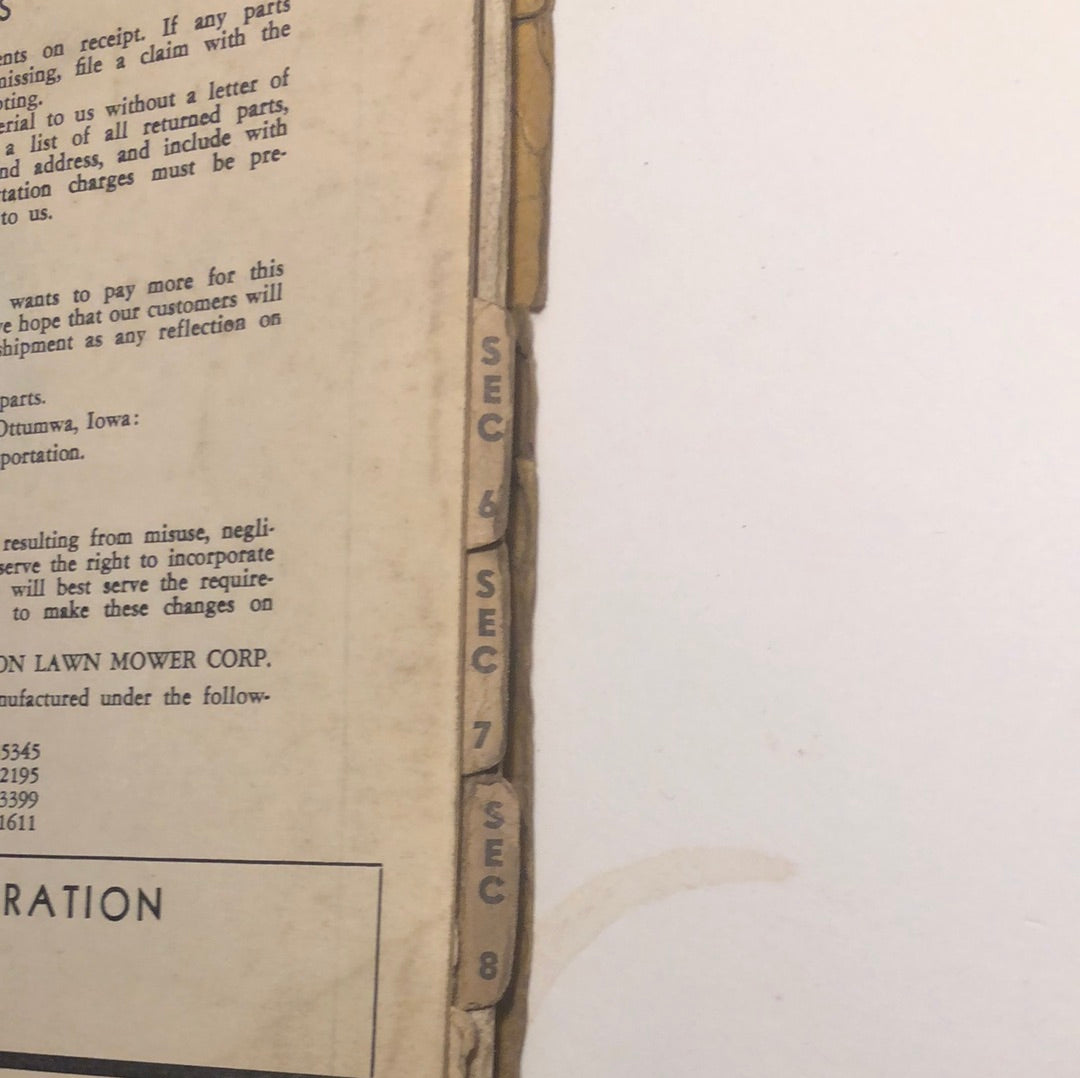 S
ents on receipt. If any parts
missing, file a claim with the
pting.
erial to us without a letter of
a list of all returned parts,
nd address, and include with
tation charges must be pre-
to us.
wants to pay more for this
ve hope that our customers will
shipment as any reflection on
parts.
Ottumwa, Iowa:
portation.
resulting from misuse, negli-
serve the right to incorporate
will best serve the require-
to make these changes on
ON LAWN MOWER CORP.
nufactured under the follow-
5345
2195
3399
1611
RATION
SEC 6
SEC 7
SEC 8